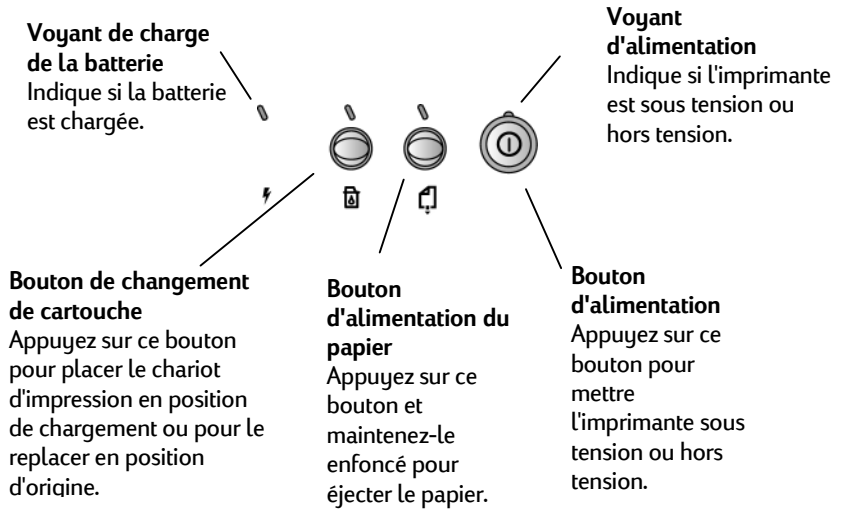 Voyant de charge
de la batterie
Indique si la batterie
est chargée.
Voyant
d'alimentation
Indique si l'imprimante
est sous tension ou
hors tension.
Bouton de changement
de cartouche
Appuyez sur ce bouton
pour placer le chariot
d'impression en position
de chargement ou pour le
replacer en position
d'origine.
Bouton
d'alimentation du
papier
Appuyez sur ce
bouton et
maintenez-le
enfoncé pour
éjecter le papier.
Bouton
d'alimentation
Appuyez sur ce
bouton pour
mettre
l'imprimante sous
tension ou hors
tension.